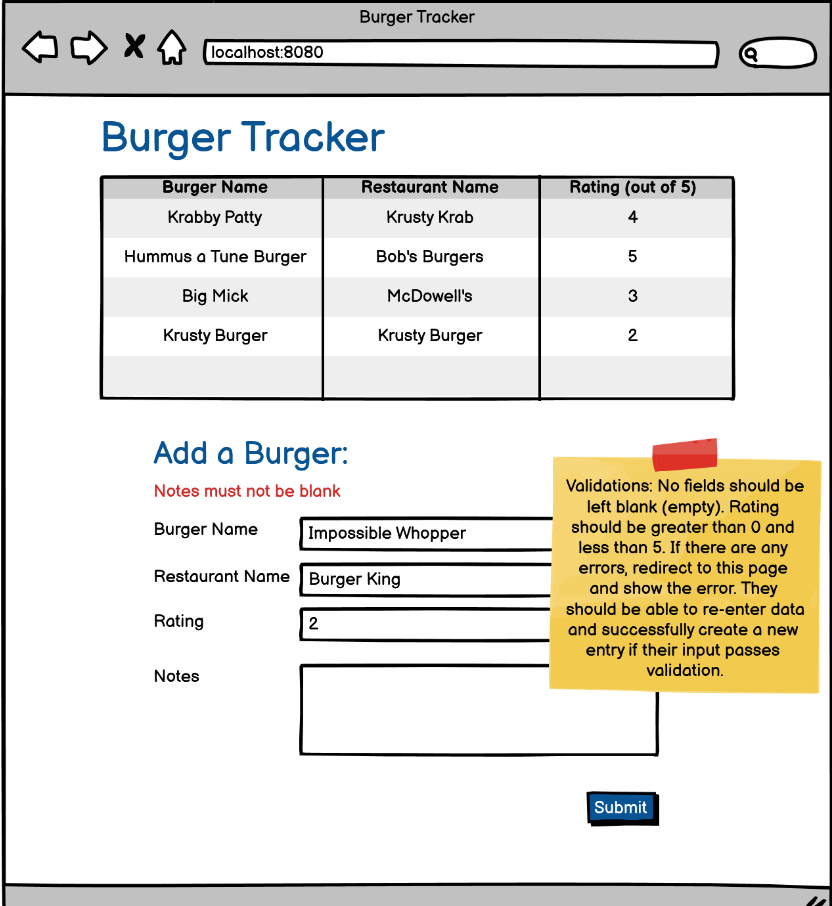 Burger Tracker
localhost:8080
Burger Tracker
Burger Name Restaurant Name Rating (out of 5)
Krabby Patty Krusty Krab 4
Hummus a Tune Burger Bob's Burgers 5
Big Mick McDowell's 3
Krusty Burger Krusty Burger 2
Add a Burger:
Notes must not be blank
Burger Name Impossible Whopper
Restaurant Name Burger King
Rating 2
Notes
Validations: No fields should be
left blank (empty). Rating
should be greater than 0 and
less than 5. If there are any
errors, redirect to this page
and show the error. They
should be able to re-enter data
and successfully create a new
entry if their input passes
validation.
Submit